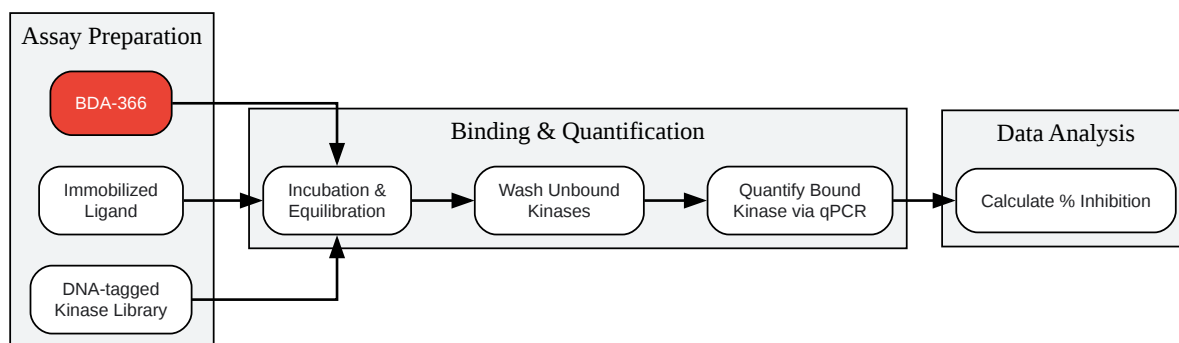 Assay Preparation
BDA-366
Immobilized
Ligand
DNA-tagged
Kinase Library
Binding & Quantification
Incubation &
Equilibration
Wash Unbound
Kinases
Quantify Bound
Kinase via qPCR
Data Analysis
Calculate % Inhibition